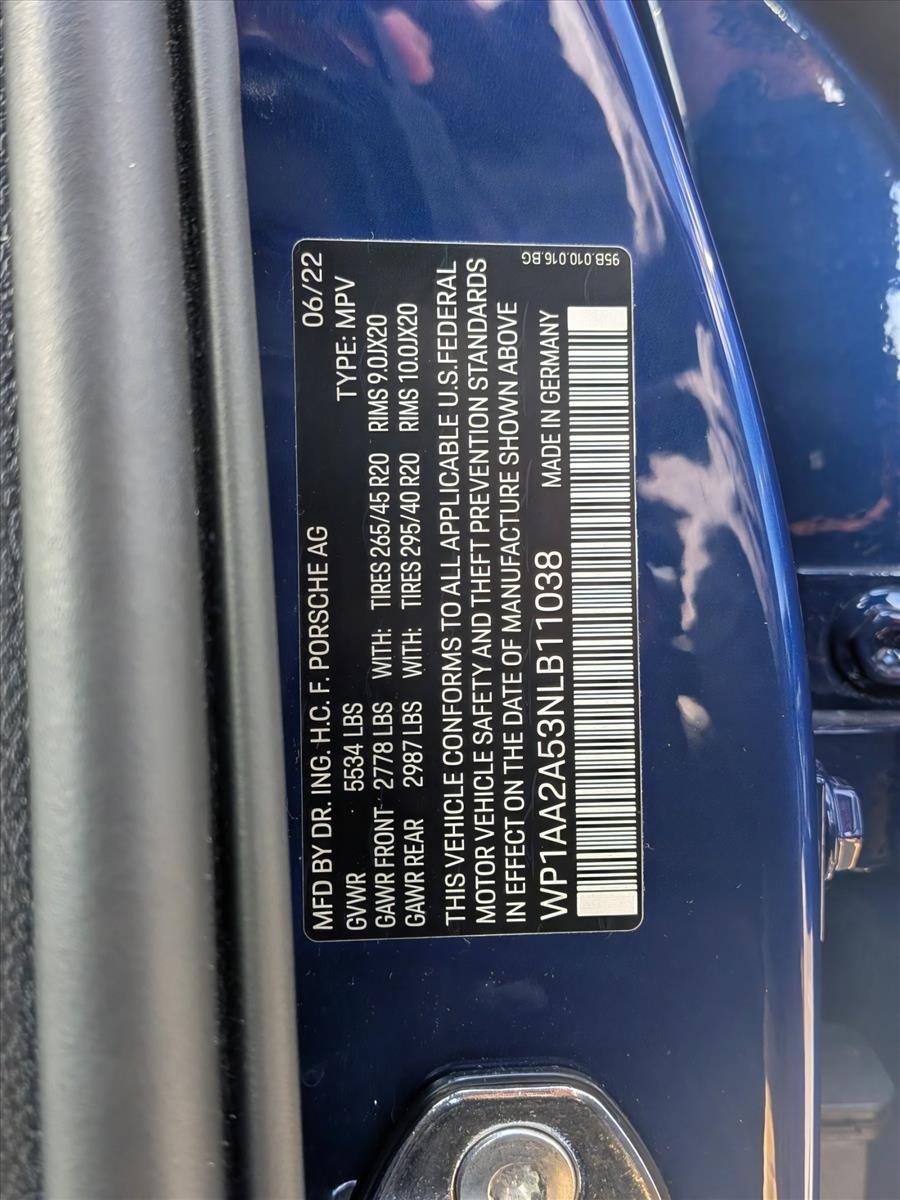 MFD BY DR. ING. H.C. F. PORSCHE AG 06/22
GVWR 5534 LBS TYPE: MPV
GAWR FRONT 2778 LBS WITH: TIRES 265/45 R20 RIMS 9.0JX20
GAWR REAR 2987 LBS WITH: TIRES 295/40 R20 RIMS 10.0JX20
THIS VEHICLE CONFORMS TO ALL APPLICABLE U.S.FEDERAL
MOTOR VEHICLE SAFETY AND THEFT PREVENTION STANDARDS
IN EFFECT ON THE DATE OF MANUFACTURE SHOWN ABOVE
WP1AA2A53NLB11038 MADE IN GERMANY
95B.010.016.BG